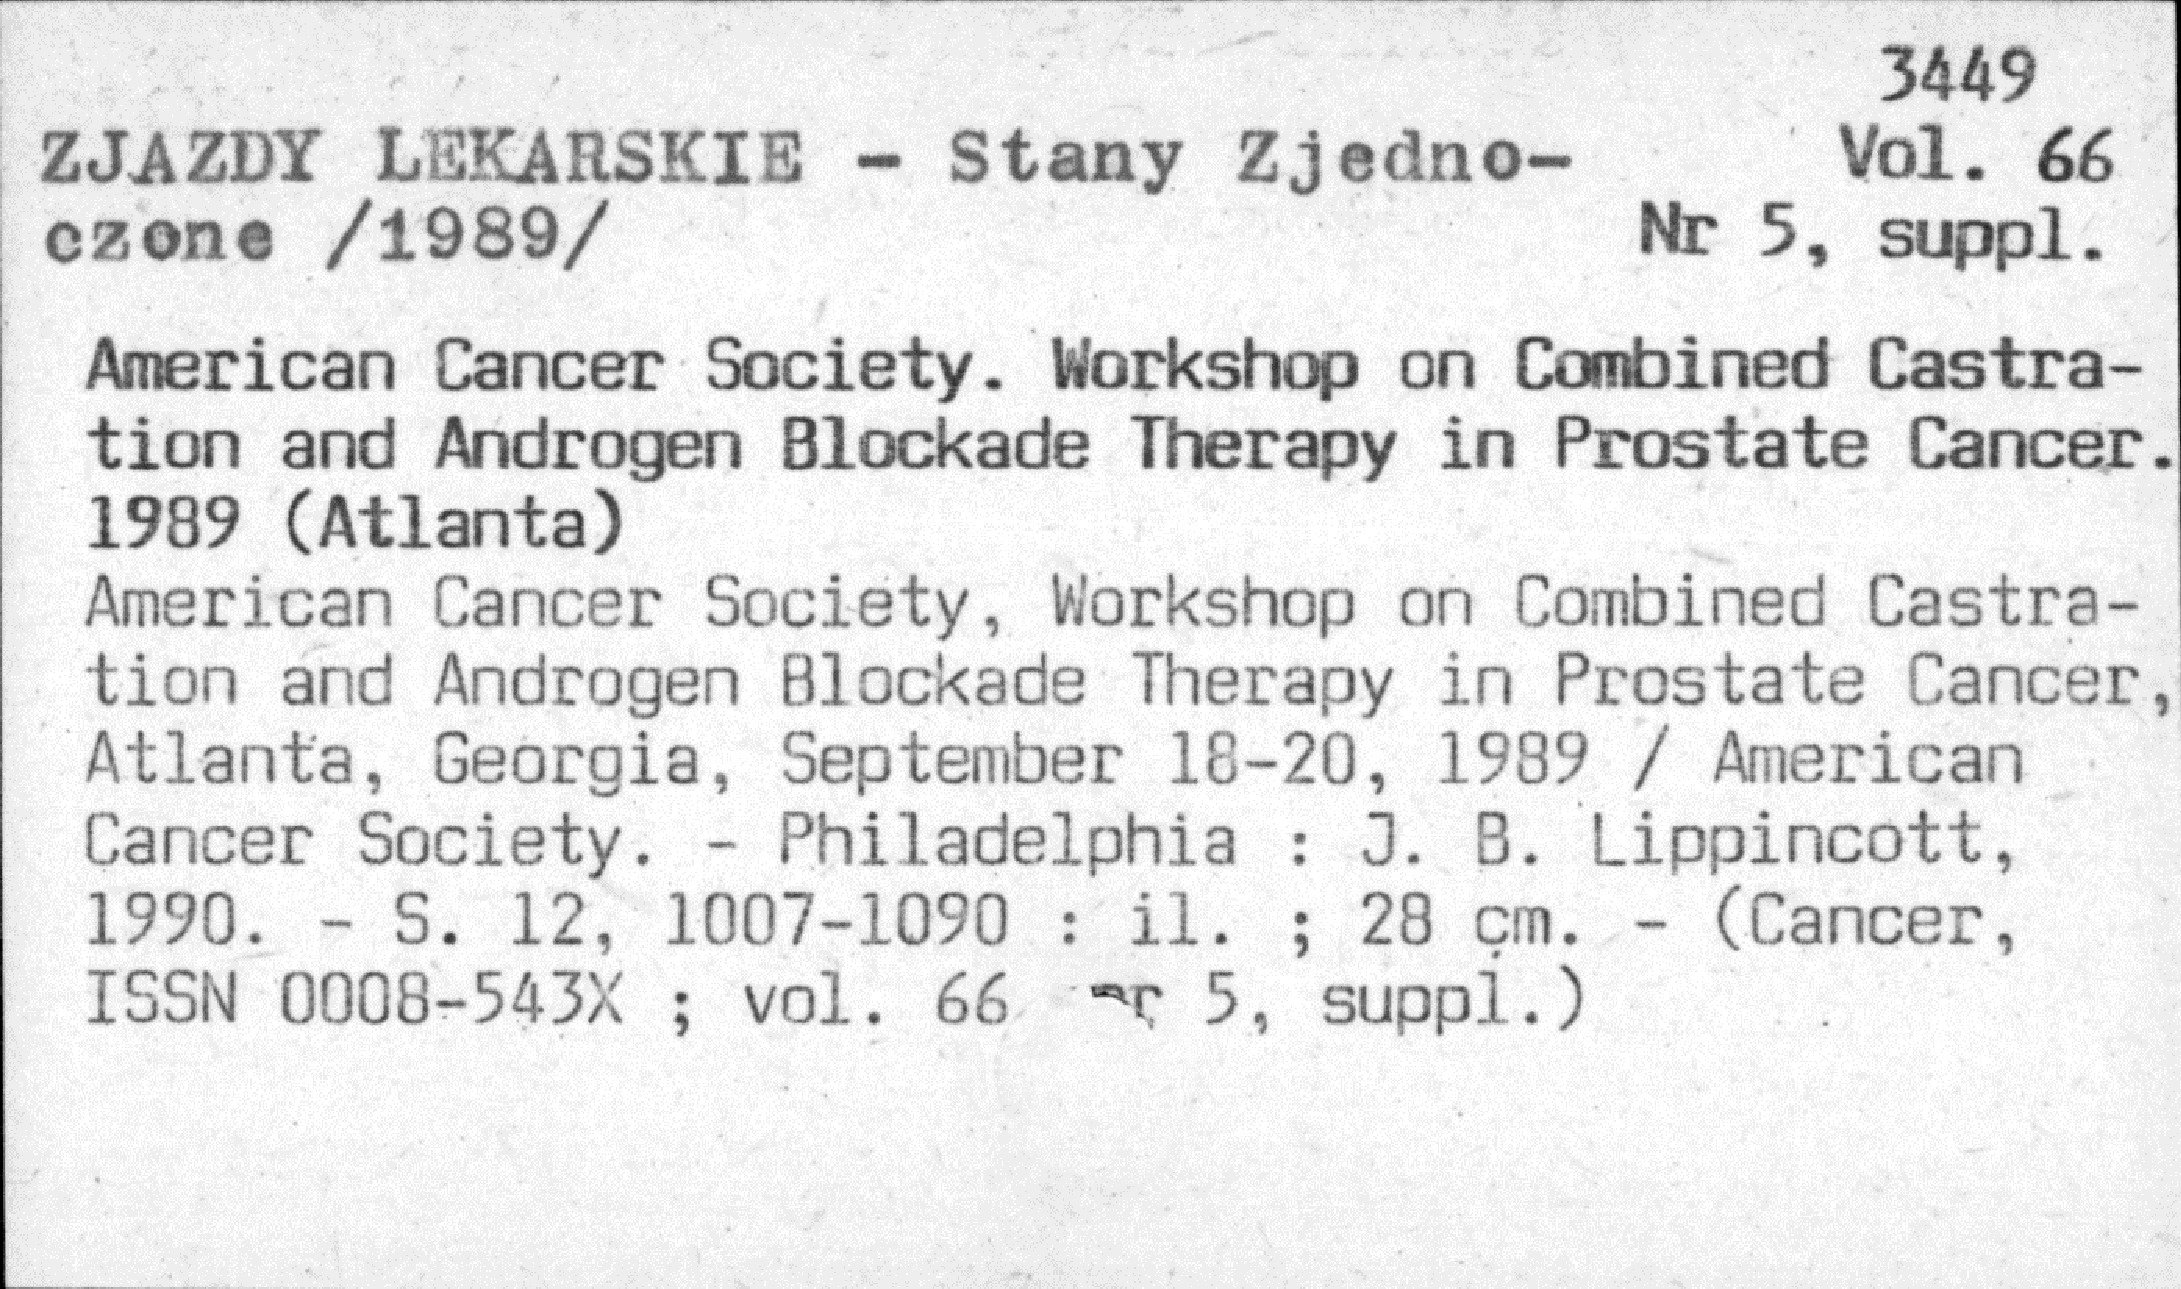 3449
ZJAZDY LEKARSKIE - Stany Zjedno-
Vol. 66
czone /1989/
Nr 5, suppl.
American Cancer Society. Workshop on Combined Castra-
tion and Androgen Blockade Therapy in Prostate Cancer.
1989 (Atlanta)
American Cancer Society, Workshop on Combined Castra-
tion and Androgen Blockade Therapy in Prostate Cancer,
Atlanta, Georgia, September 18-20, 1989 / American
Cancer Society. - Philadelphia : J. B. Lippincott,
1990. - S. 12, 1007-1090 : il. ; 28 cm. - (Cancer,
ISSN 0008-543X ; vol. 66 5, suppl.)